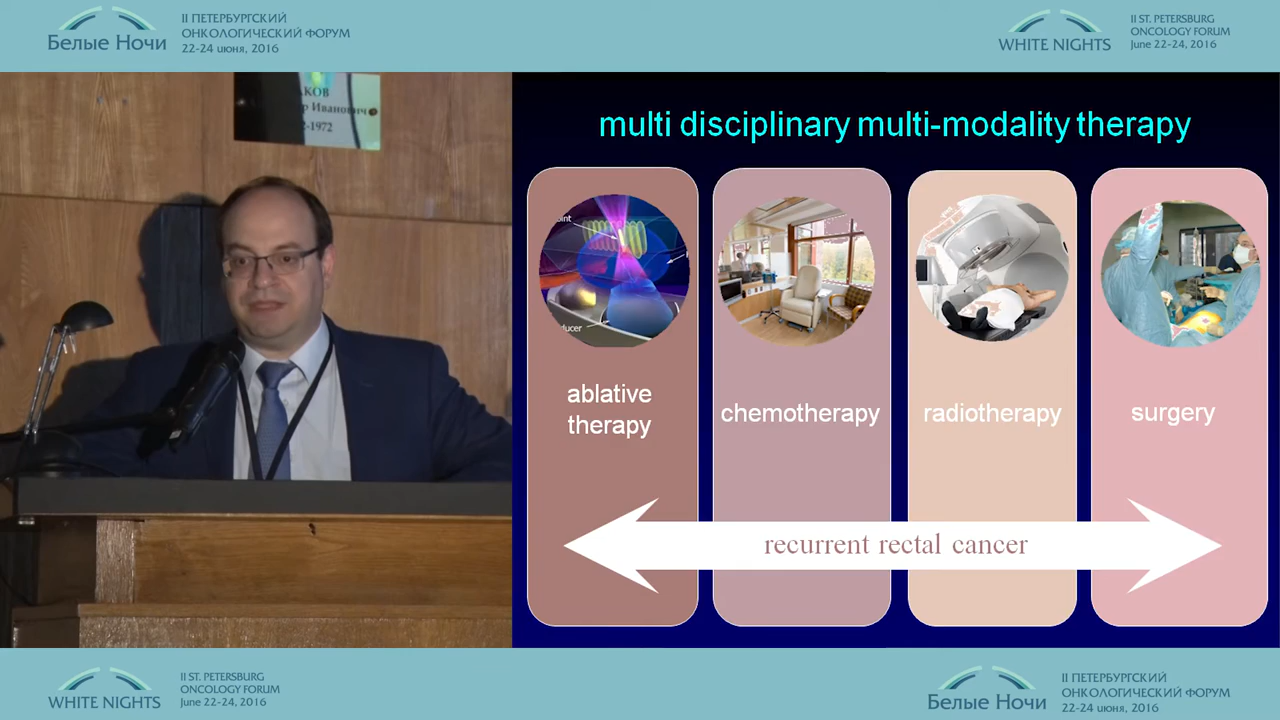 Белые Ночи
II ПЕТЕРБУРГСКИЙ
ОНКОЛОГИЧЕСКИЙ ФОРУМ
22-24 июня, 2016
WHITE NIGHTS
II ST. PETERSBURG
ONCOLOGY FORUM
June 22-24, 2016
Иванович
-1972
multi disciplinary multi-modality therapy
ablative
therapy
chemotherapy
radiotherapy
surgery
recurrent rectal cancer
WHITE NIGHTS
II ST. PETERSBURG
ONCOLOGY FORUM
June 22-24, 2016
Белые Ночи
II ПЕТЕРБУРГСКИЙ
ОНКОЛОГИЧЕСКИЙ ФОРУМ
22-24 июня, 2016